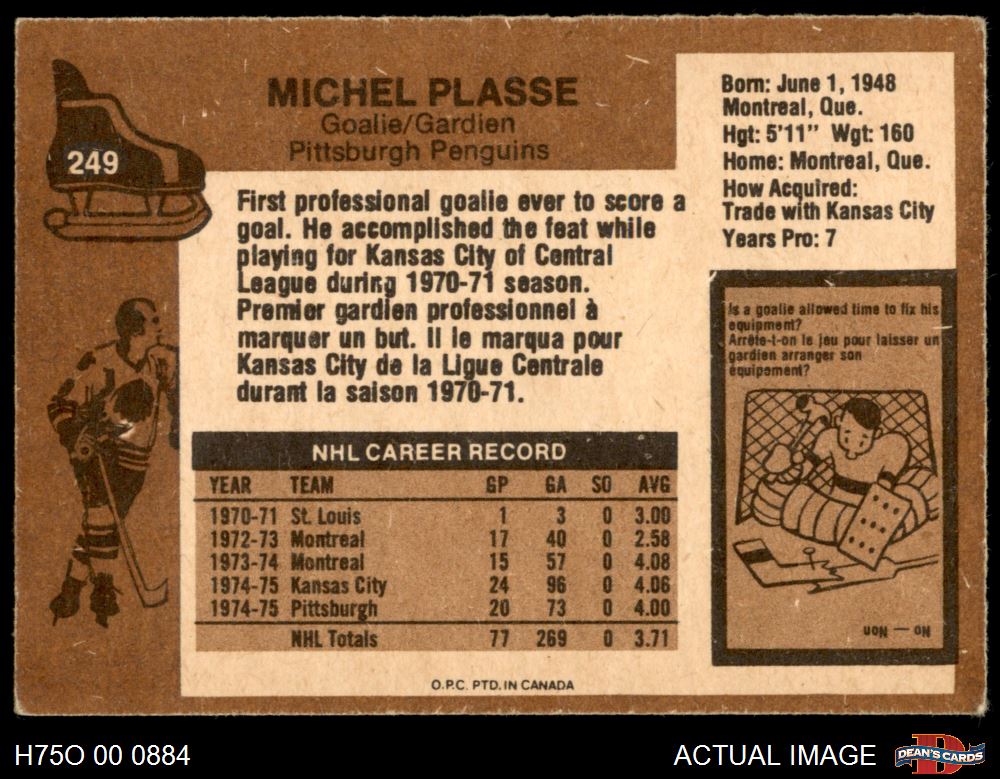 249
MICHEL PLASSE
Goalie/Gardien
Pittsburgh Penguins
Born: June 1, 1948
Montreal, Que.
Hgt: 5'11" Wgt: 160
Home: Montreal, Que.
How Acquired:
Trade with Kansas City
Years Pro: 7
First professional goalie ever to score a
goal. He accomplished the feat while
playing for Kansas City of Central
League during 1970-71 season.
Premier gardien professionnel à
marquer un but. Il le marqua pour
Kansas City de la Ligue Centrale
durant la saison 1970-71.
Is a goalie allowed time to fix his
equipment?
Arrête-t-on le jeu pour laisser un
gardien arranger son
équipement?
No — Non
NHL CAREER RECORD
YEAR TEAM GP GA SO AVG
1970-71 St. Louis 1 3 0 3.00
1972-73 Montreal 17 40 0 2.58
1973-74 Montreal 15 57 0 4.08
1974-75 Kansas City 24 96 0 4.06
1974-75 Pittsburgh 20 73 0 4.00
NHL Totals 77 269 0 3.71
O.P.C. PTD. IN CANADA
H75O 00 0884
ACTUAL IMAGE
DEAN'S CARDS